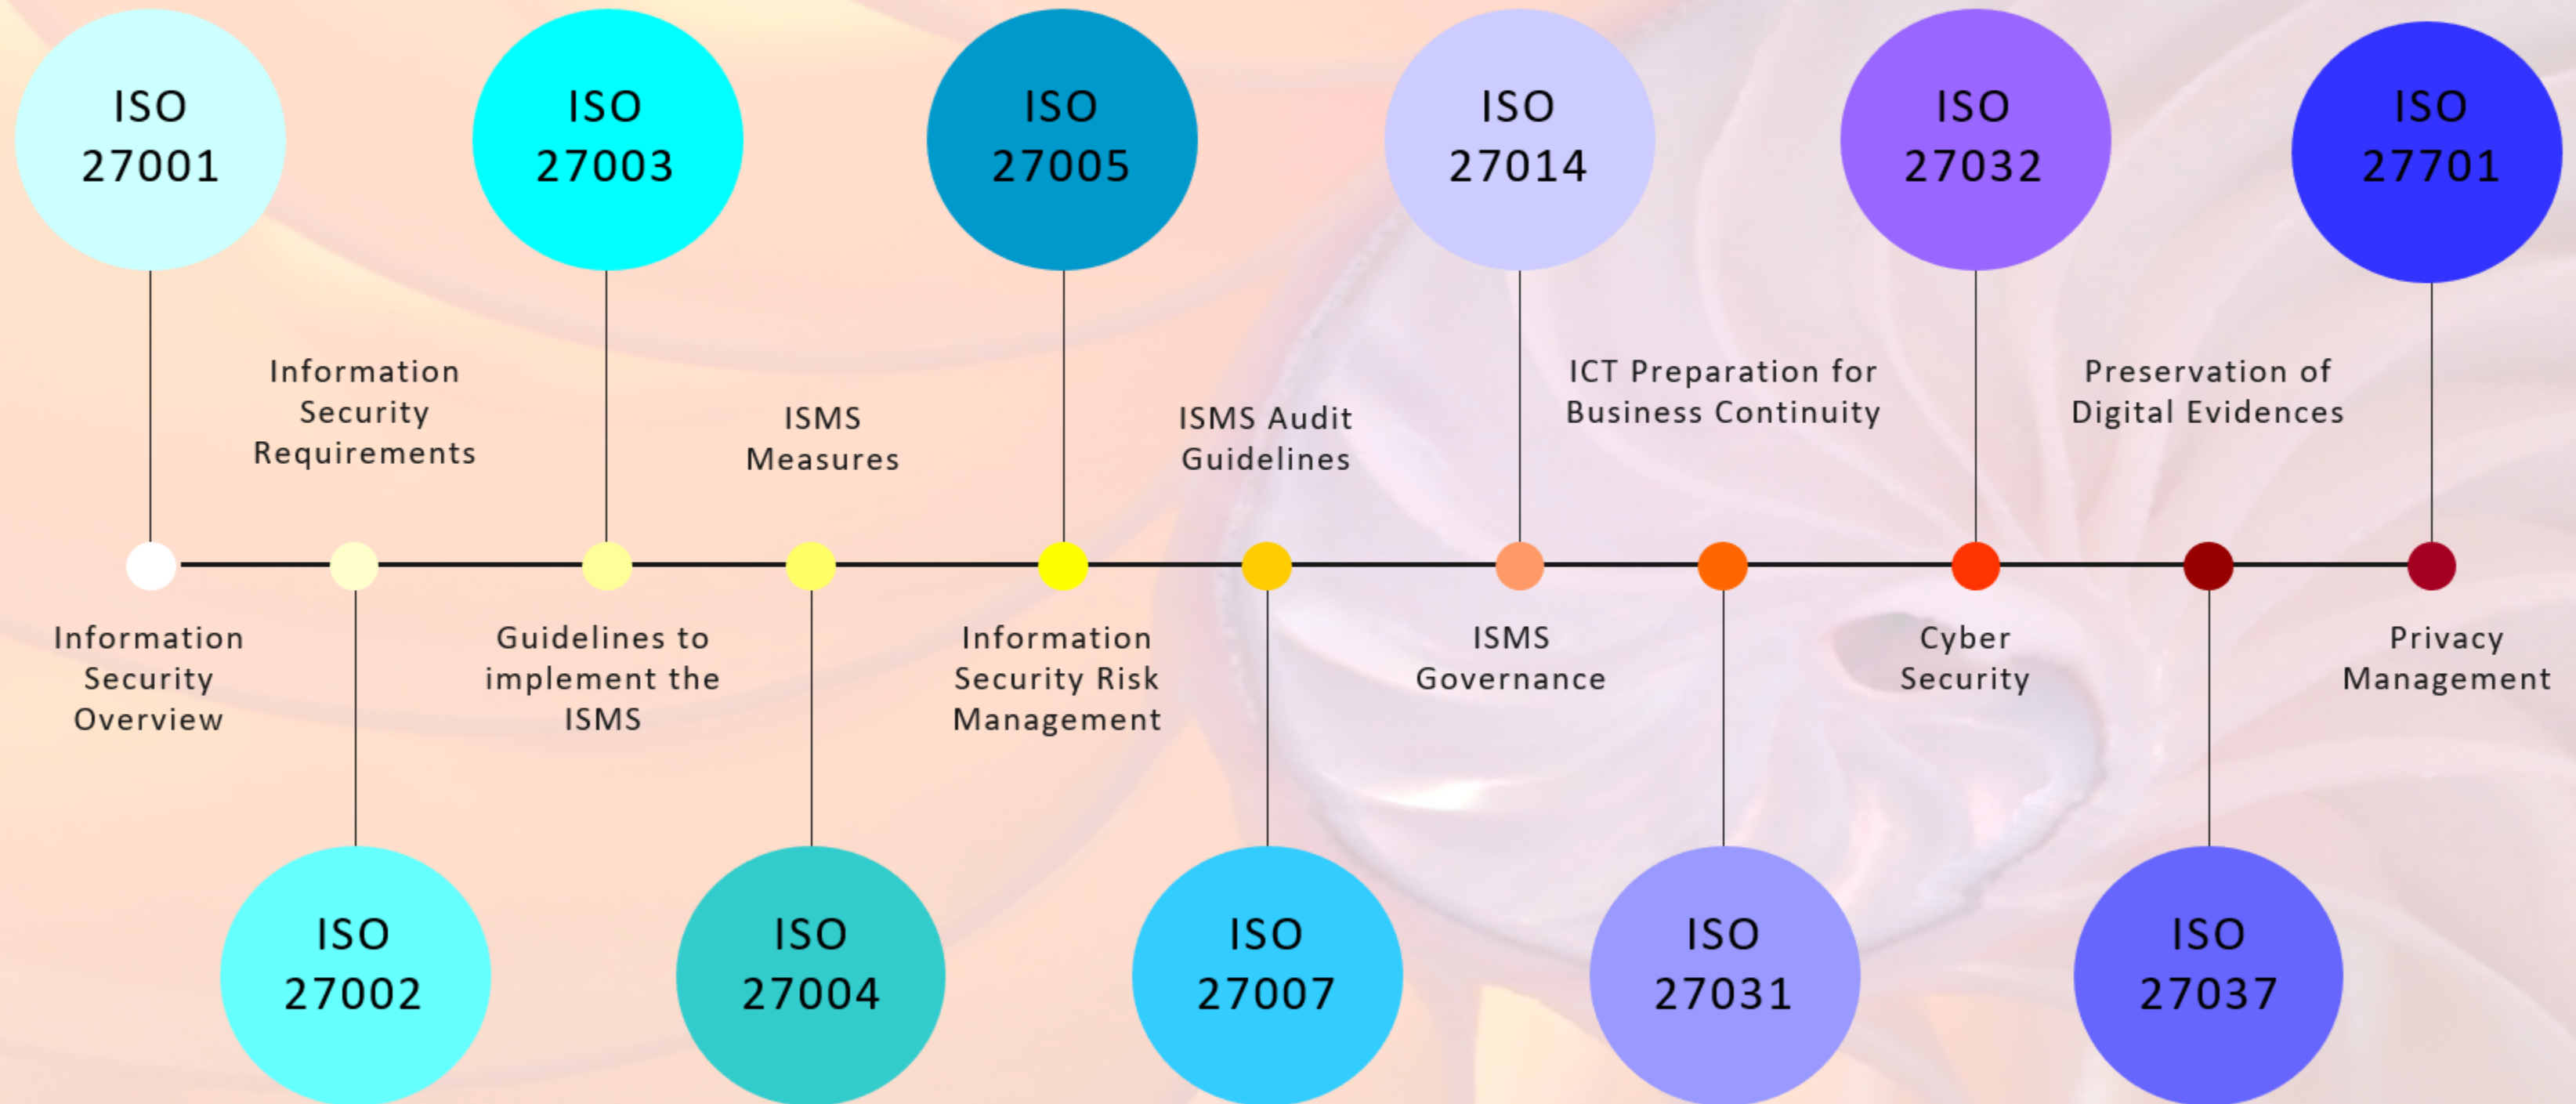 ISO
27001
ISO
27003
ISO
27005
ISO
27014
ISO
27032
ISO
27701
Information
Security
Requirements
ISMS
Measures
ISMS Audit
Guidelines
ICT Preparation for
Business Continuity
Preservation of
Digital Evidences
Information
Security
Overview
Guidelines to
implement the
ISMS
Information
Security Risk
Management
ISMS
Governance
Cyber
Security
Privacy
Management
ISO
27002
ISO
27004
ISO
27007
ISO
27031
ISO
27037